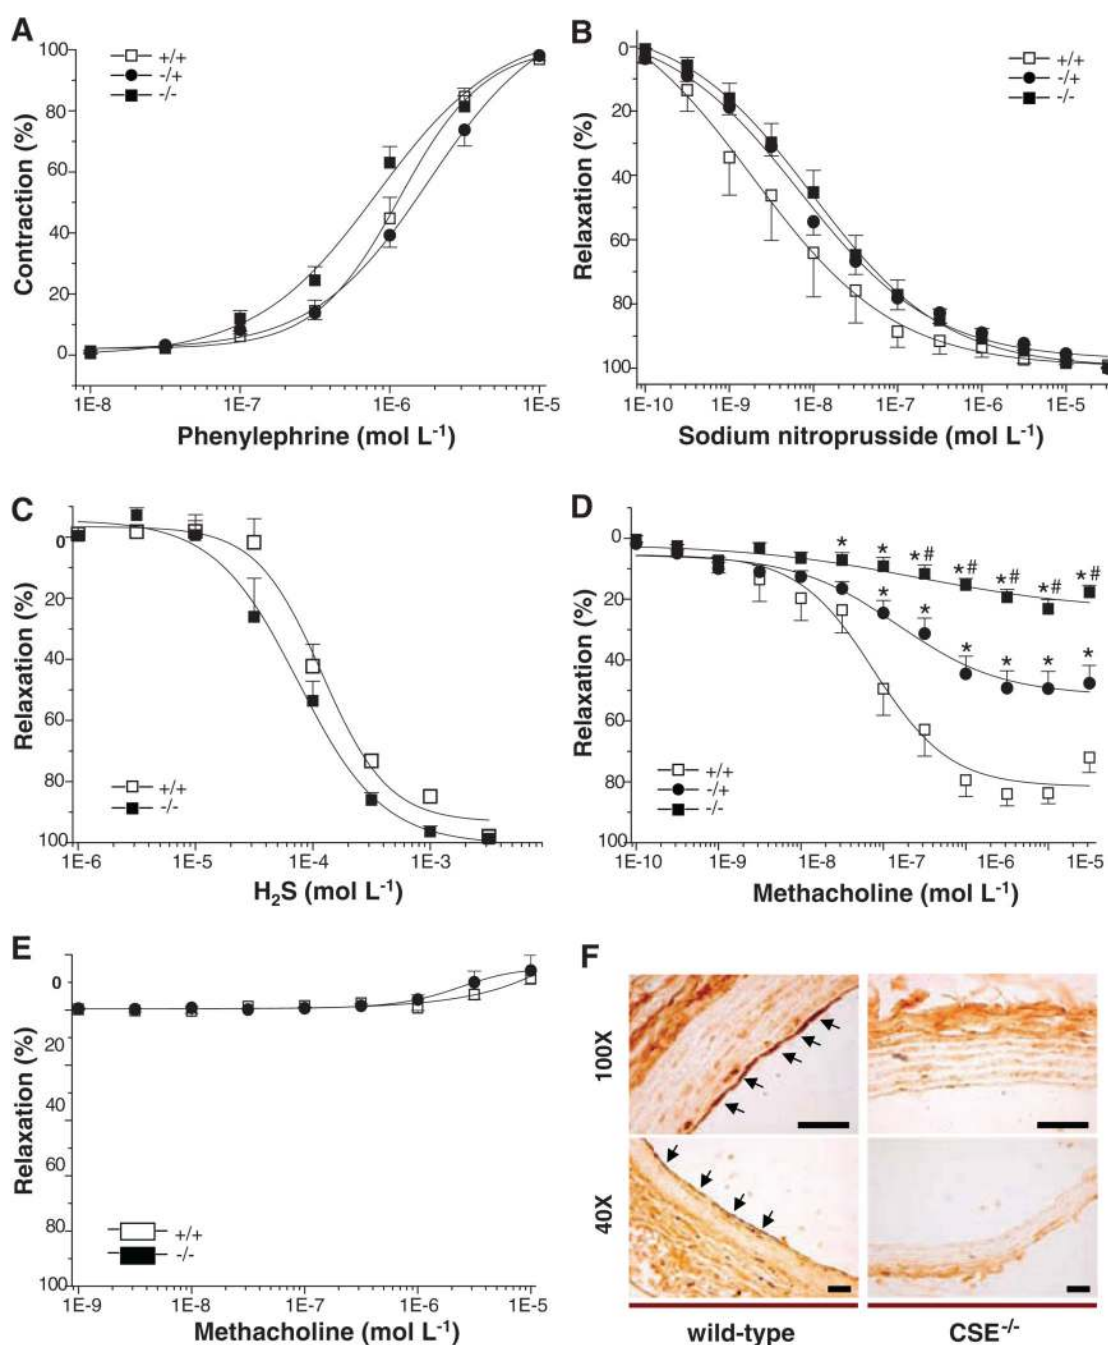 A
+/+
-/+
-/-
100
80
60
40
20
0
Contraction (%)
1E-8 1E-7 1E-6 1E-5
Phenylephrine (mol L-1)
B
+/+
-/+
-/-
0
20
40
60
80
100
Relaxation (%)
1E-10 1E-9 1E-8 1E-7 1E-6 1E-5
Sodium nitroprusside (mol L-1)
C
0
20
40
60
80
100
Relaxation (%)
+/+
-/-
1E-6 1E-5 1E-4 1E-3
H2S (mol L-1)
D
0
20
40
60
80
100
Relaxation (%)
* * *# *# *# *# *#
* * * * * *
+/+
-/+
-/-
1E-10 1E-9 1E-8 1E-7 1E-6 1E-5
Methacholine (mol L-1)
E
0
20
40
60
80
100
Relaxation (%)
+/+
-/-
1E-9 1E-8 1E-7 1E-6 1E-5
Methacholine (mol L-1)
F
100X
40X
wild-type
CSE-/-